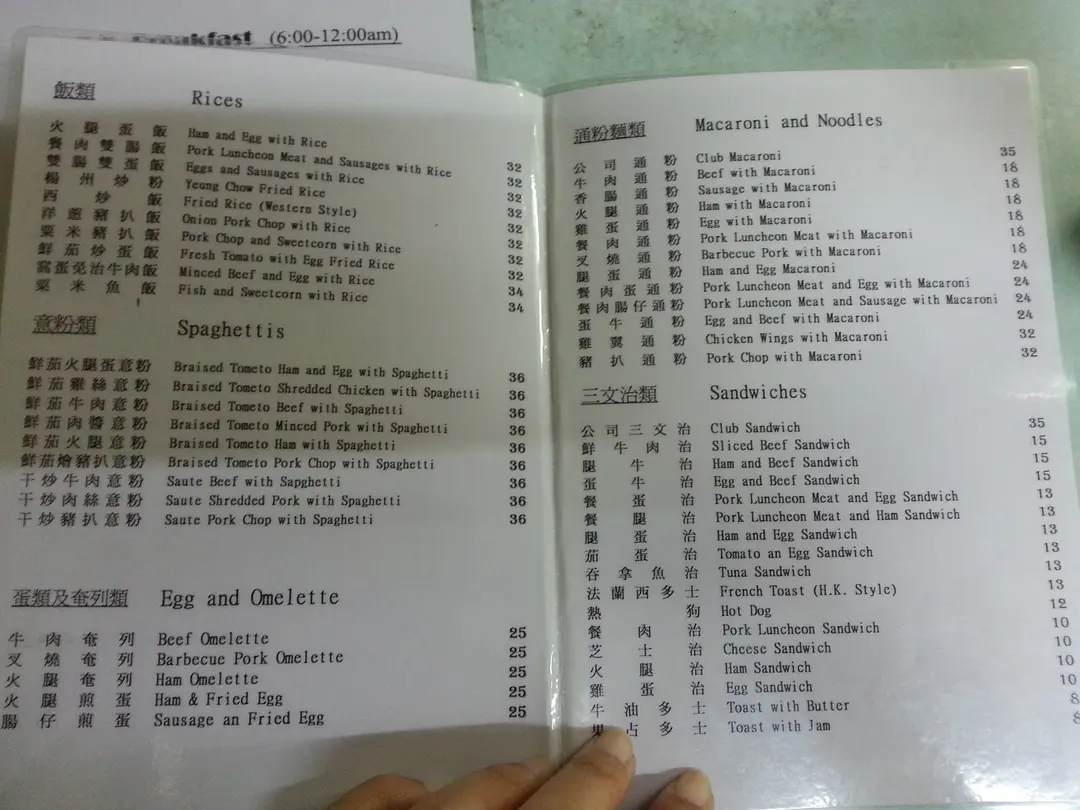 Breakfast (6:00-12:00am)
飯類 Rices
火腿蛋飯 Ham and Egg with Rice 32
餐肉雙腸飯 Pork Luncheon Meat and Sausages with Rice 32
雙腸雙蛋飯 Eggs and Sausages with Rice 32
楊州炒粉 Yeung Chow Fried Rice 32
西炒飯 Fried Rice (Western Style) 32
洋蔥豬扒飯 Onion Pork Chop with Rice 32
粟米豬扒飯 Pork Chop and Sweetcorn with Rice 32
鮮茄炒蛋飯 Fresh Tomato with Egg Fried Rice 32
窩蛋免治牛肉飯 Minced Beef and Egg with Rice 34
粟米魚飯 Fish and Sweetcorn with Rice 34
意粉類 Spaghettis
鮮茄火腿蛋意粉 Braised Tometo Ham and Egg with Spaghetti 36
鮮茄雞絲意粉 Braised Tometo Shredded Chicken with Spaghetti 36
鮮茄牛肉意粉 Braised Tometo Beef with Spaghetti 36
鮮茄肉醬意粉 Braised Tometo Minced Pork with Spaghetti 36
鮮茄火腿意粉 Braised Tometo Ham with Spaghetti 36
鮮茄燴豬扒意粉 Braised Tometo Pork Chop with Spaghetti 36
干炒牛肉意粉 Saute Beef with Sapghetti 36
干炒肉絲意粉 Saute Shredded Pork with Spaghetti 36
干炒豬扒意粉 Saute Pork Chop with Spaghetti 36
蛋類及奄列類 Egg and Omelette
牛肉奄列 Beef Omelette 25
叉燒奄列 Barbecue Pork Omelette 25
火腿奄列 Ham Omelette 25
火腿煎蛋 Ham & Fried Egg 25
腸仔煎蛋 Sausage an Fried Egg 25
通粉麵類 Macaroni and Noodles
公司通粉 Club Macaroni 35
牛肉通粉 Beef with Macaroni 18
香腸通粉 Sausage with Macaroni 18
火腿通粉 Ham with Macaroni 18
雞蛋通粉 Egg with Macaroni 18
餐肉通粉 Pork Luncheon Meat with Macaroni 18
叉燒通粉 Barbecue Pork with Macaroni 18
腿蛋通粉 Ham and Egg Macaroni 24
餐肉蛋通粉 Pork Luncheon Meat and Egg with Macaroni 24
餐肉腸仔通粉 Pork Luncheon Meat and Sausage with Macaroni 24
蛋牛通粉 Egg and Beef with Macaroni 24
雞翼通粉 Chicken Wings with Macaroni 32
豬扒通粉 Pork Chop with Macaroni 32
三文治類 Sandwiches
公司三文治 Club Sandwich 35
鮮牛肉治 Sliced Beef Sandwich 15
腿牛治 Ham and Beef Sandwich 15
蛋牛治 Egg and Beef Sandwich 15
餐蛋治 Pork Luncheon Meat and Egg Sandwich 13
餐腿治 Pork Luncheon Meat and Ham Sandwich 13
腿蛋治 Ham and Egg Sandwich 13
茄蛋治 Tomato an Egg Sandwich 13
吞拿魚治 Tuna Sandwich 13
法蘭西多士 French Toast (H.K. Style) 13
熱狗 Hot Dog 12
餐肉治 Pork Luncheon Sandwich 10
芝士治 Cheese Sandwich 10
火腿治 Ham Sandwich 10
雞蛋治 Egg Sandwich 10
牛油多士 Toast with Butter 8
果占多士 Toast with Jam 8